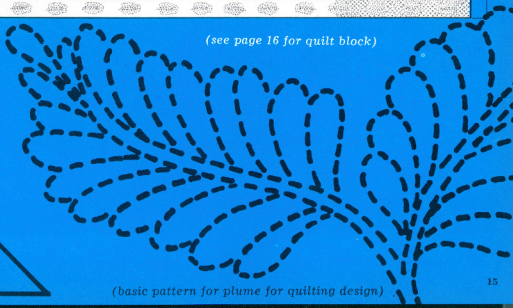 (see page 16 for quilt block)
15
(basic pattern for plume for quilting design)